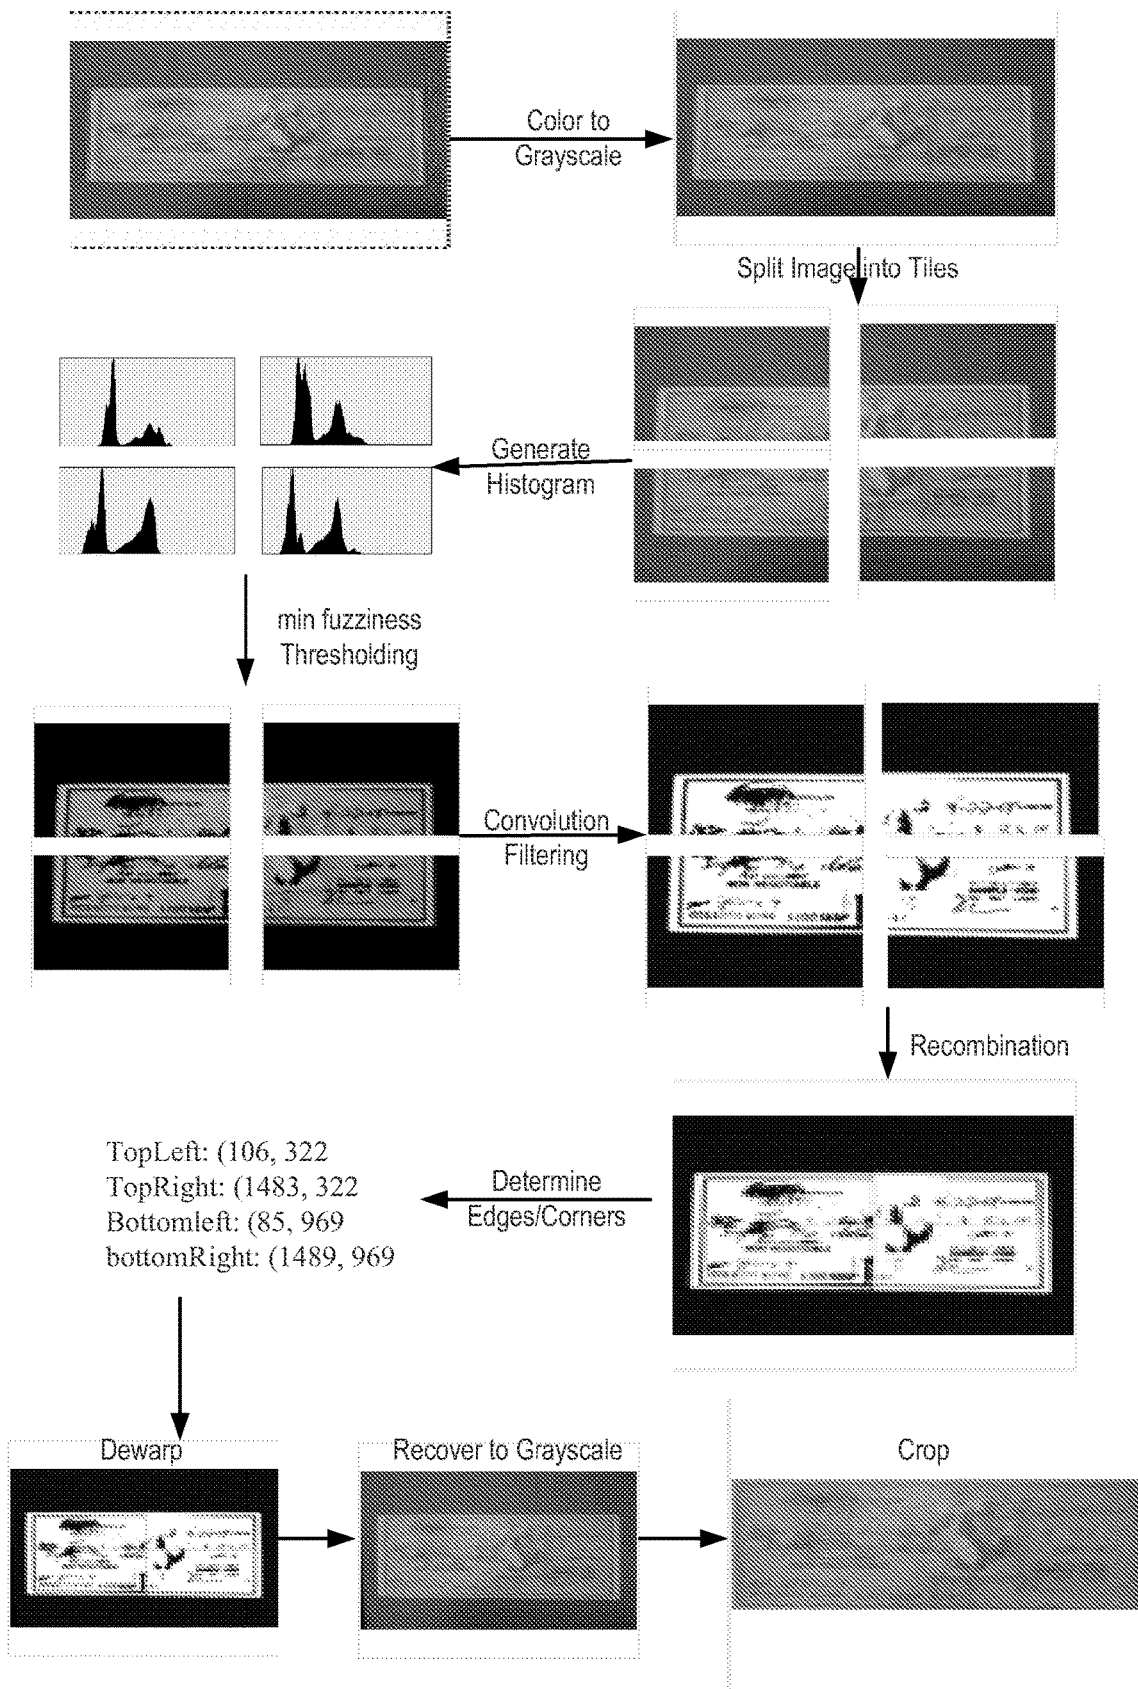 Color to
Grayscale
Split Image into Tiles
Generate
Histogram
min fuzziness
Thresholding
Convolution
Filtering
Recombination
Determine
Edges/Corners
TopLeft: (106, 322
TopRight: (1483, 322
Bottomleft: (85, 969
bottomRight: (1489, 969
Dewarp
Recover to Grayscale
Crop